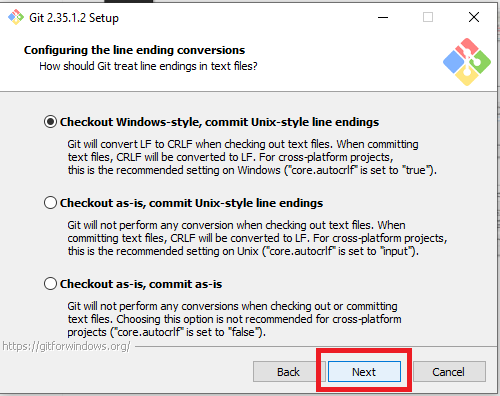 Git 2.35.1.2 Setup
Configuring the line ending conversions
How should Git treat line endings in text files?
Checkout Windows-style, commit Unix-style line endings
Git will convert LF to CRLF when checking out text files. When committing
text files, CRLF will be converted to LF. For cross-platform projects,
this is the recommended setting on Windows ("core.autocrlf" is set to "true").
Checkout as-is, commit Unix-style line endings
Git will not perform any conversion when checking out text files. When
committing text files, CRLF will be converted to LF. For cross-platform projects,
this is the recommended setting on Unix ("core.autocrlf" is set to "input").
Checkout as-is, commit as-is
Git will not perform any conversions when checking out or committing
text files. Choosing this option is not recommended for cross-platform
projects ("core.autocrlf" is set to "false").
https://gitforwindows.org/
Back Next Cancel